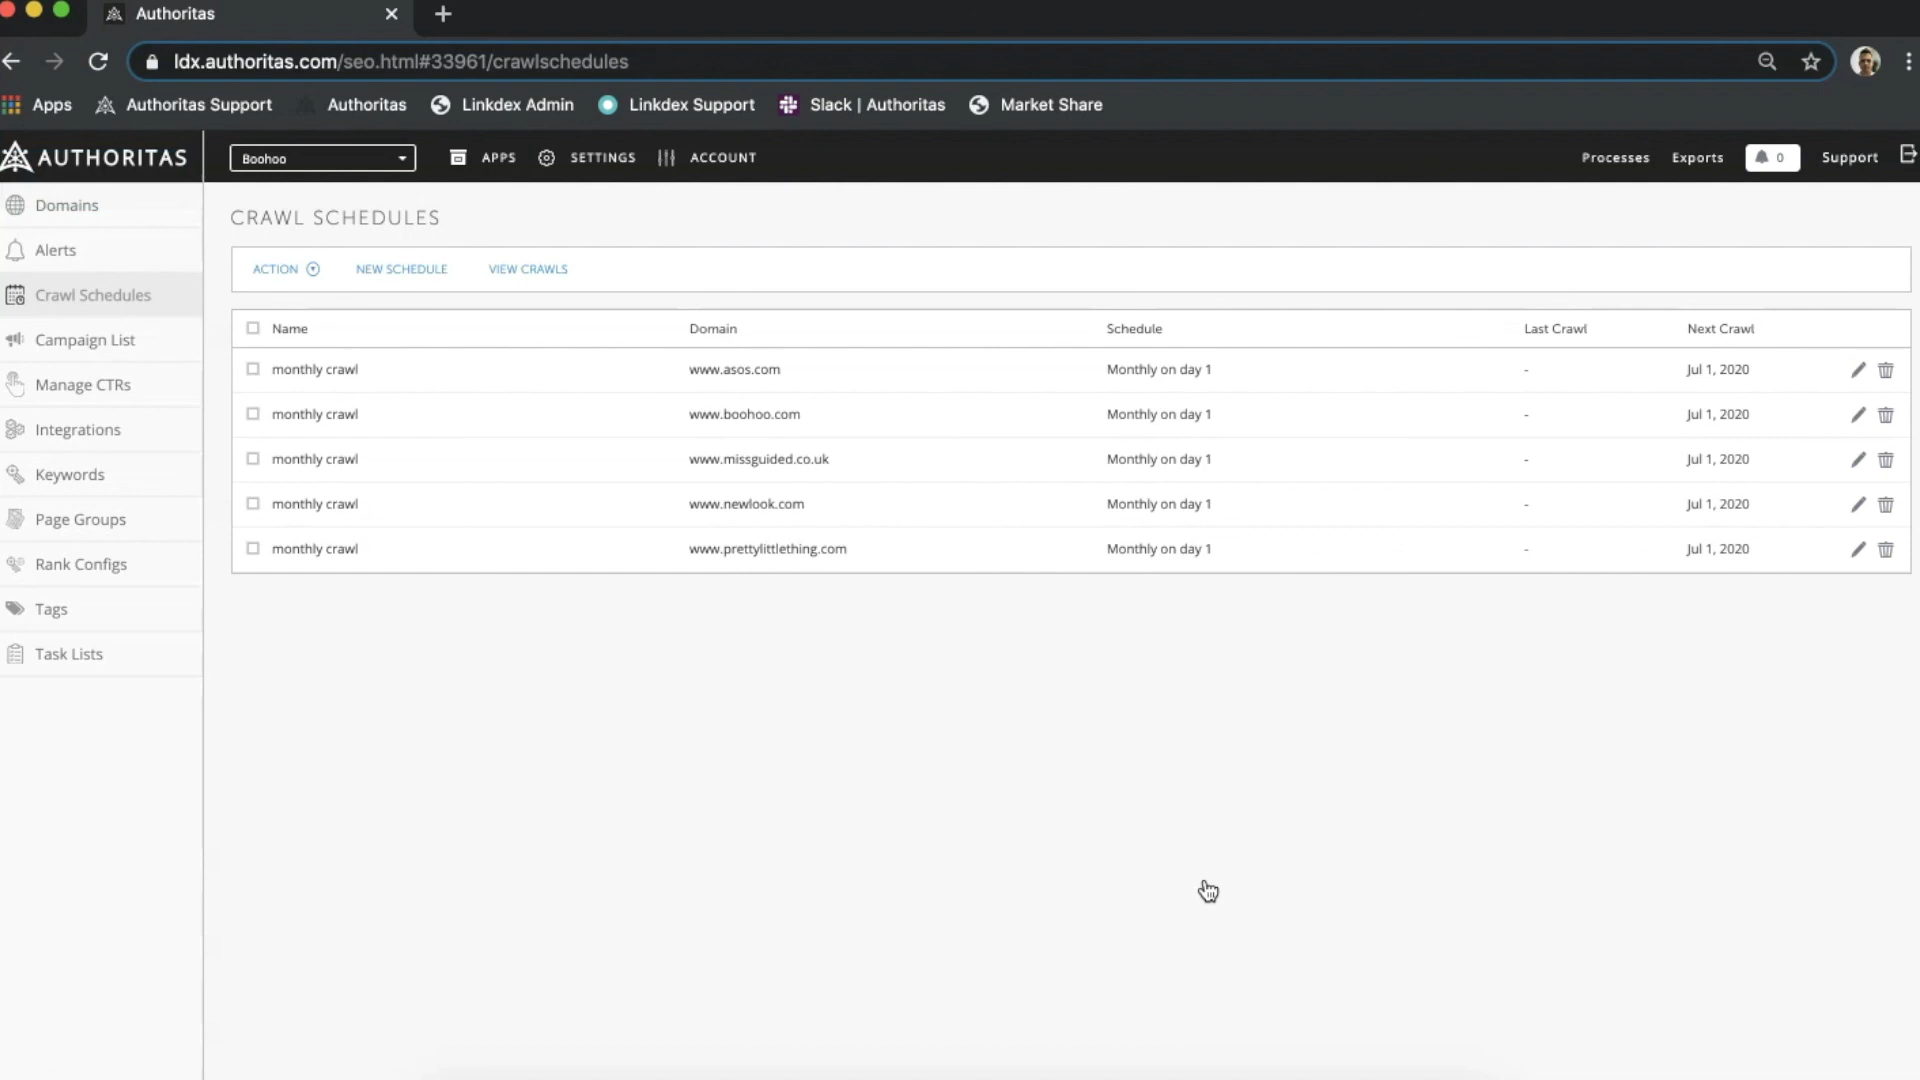 Authoritas
ldx.authoritas.com/seo.html#33961/crawlschedules
Apps Authoritas Support Authoritas Linkdex Admin Linkdex Support Slack | Authoritas Market Share
AUTHORITAS Boohoo APPS SETTINGS ACCOUNT Processes Exports 0 Support
Domains
Alerts
Crawl Schedules
Campaign List
Manage CTRs
Integrations
Keywords
Page Groups
Rank Configs
Tags
Task Lists
CRAWL SCHEDULES
ACTION NEW SCHEDULE VIEW CRAWLS
Name Domain Schedule Last Crawl Next Crawl
monthly crawl www.asos.com Monthly on day 1 - Jul 1, 2020
monthly crawl www.boohoo.com Monthly on day 1 - Jul 1, 2020
monthly crawl www.missguided.co.uk Monthly on day 1 - Jul 1, 2020
monthly crawl www.newlook.com Monthly on day 1 - Jul 1, 2020
monthly crawl www.prettylittlething.com Monthly on day 1 - Jul 1, 2020